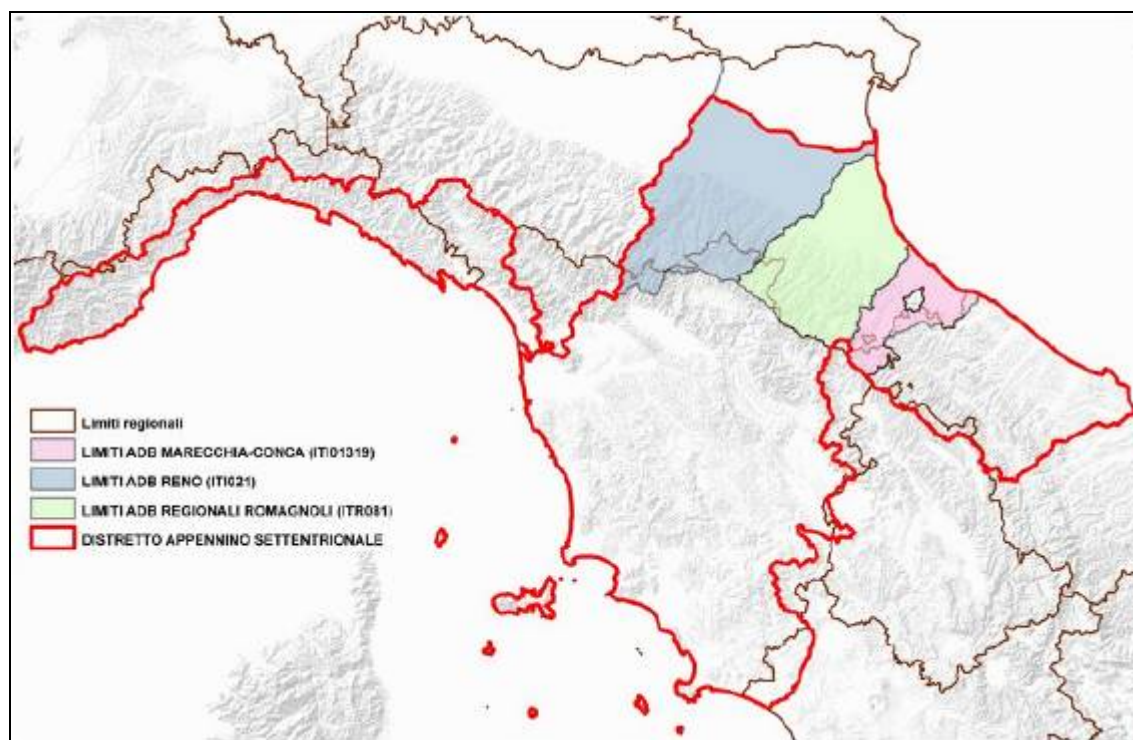 Limiti regionali
LIMITI ADB MARECCHIA-CONCA (ITI01319)
LIMITI ADB RENO (ITI021)
LIMITI ADB REGIONALI ROMAGNOLI (ITR081)
DISTRETTO APPENNINO SETTENTRIONALE